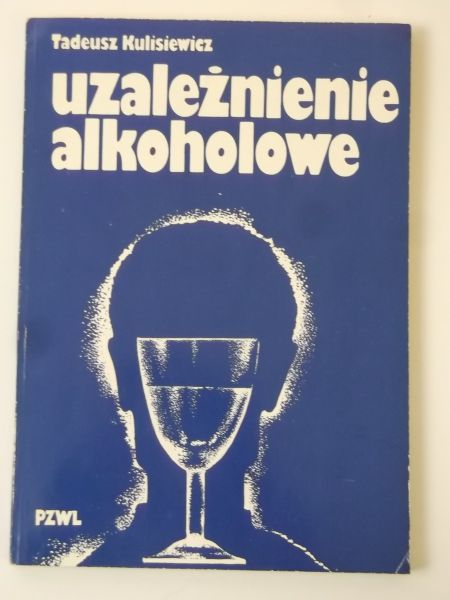 Tadeusz Kulisiewicz
uzależnienie
alkoholowe
PZWL